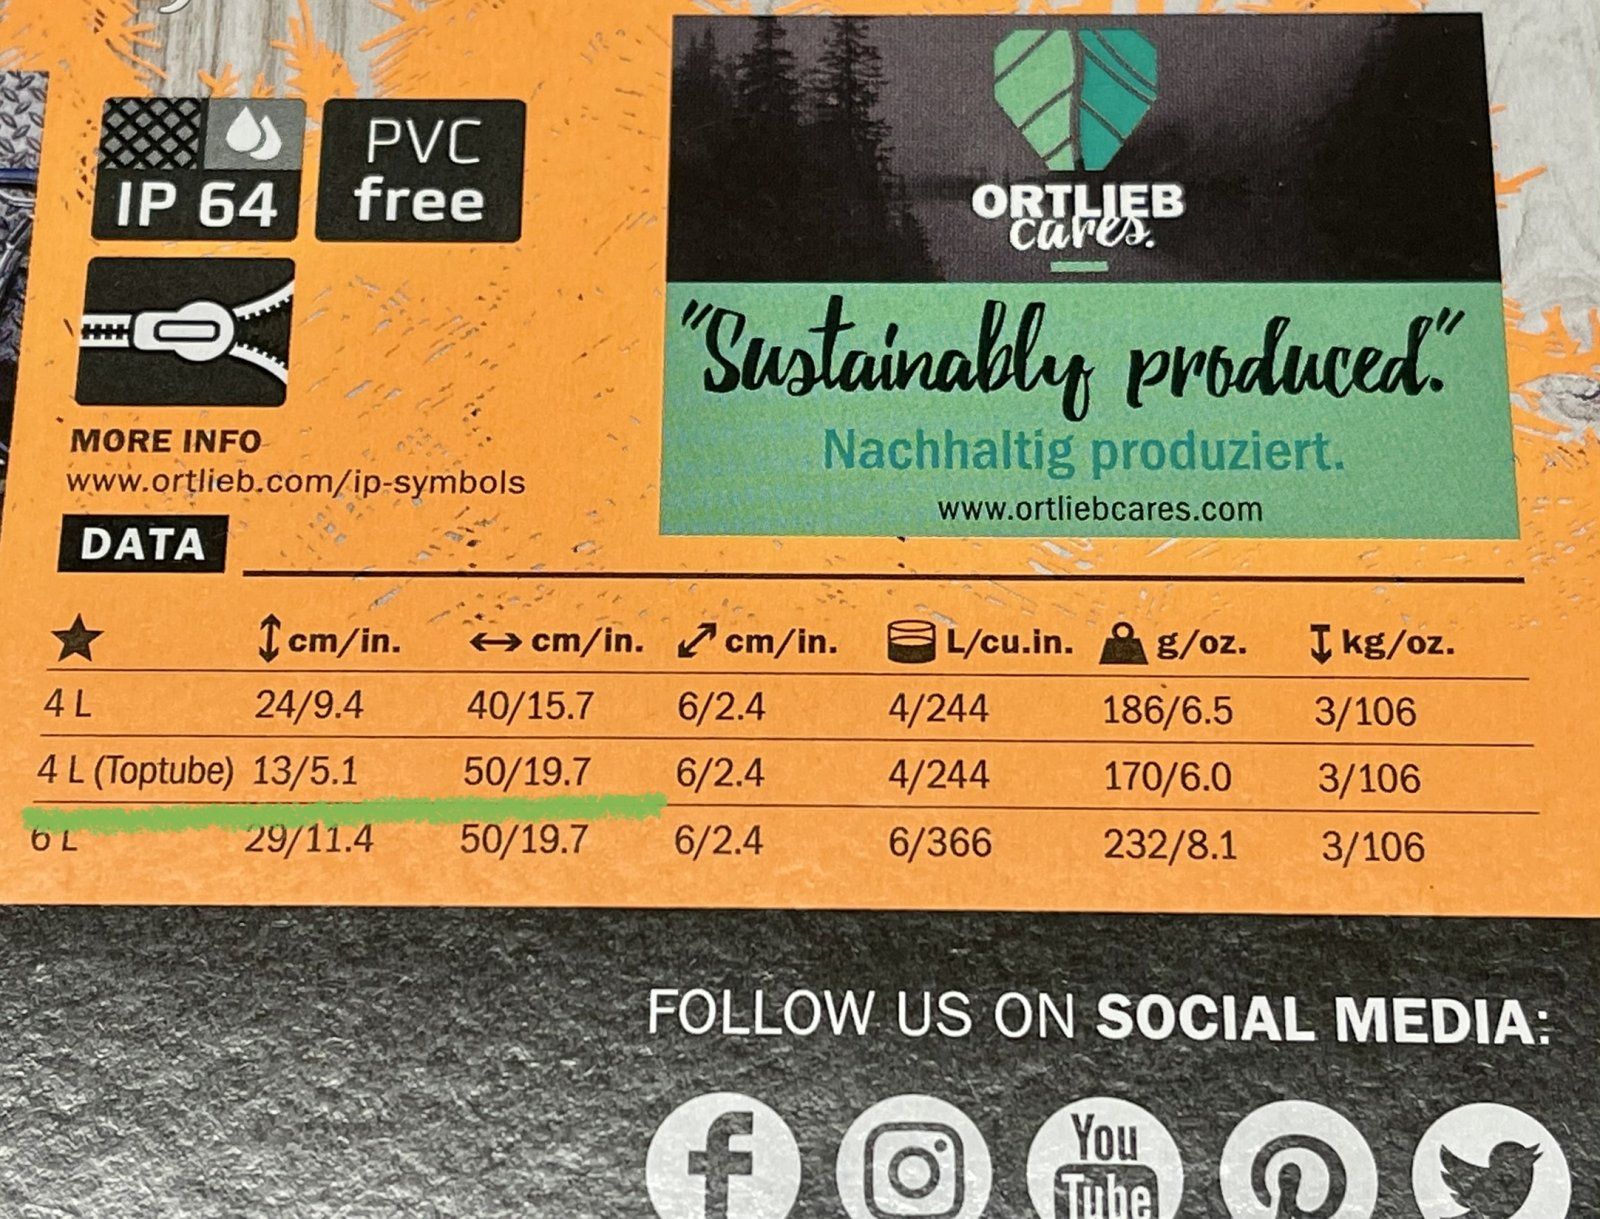 IP 64
PVC
free
ORTLIEB
cares.
"Sustainably produced."
Nachhaltig produziert.
www.ortliebcares.com
MORE INFO
www.ortlieb.com/ip-symbols
DATA
cm/in. cm/in. cm/in. L/cu.in. g/oz. kg/oz.
4 L 24/9.4 40/15.7 6/2.4 4/244 186/6.5 3/106
4 L (Toptube) 13/5.1 50/19.7 6/2.4 4/244 170/6.0 3/106
6 L 29/11.4 50/19.7 6/2.4 6/366 232/8.1 3/106
FOLLOW US ON SOCIAL MEDIA:
You
Tube